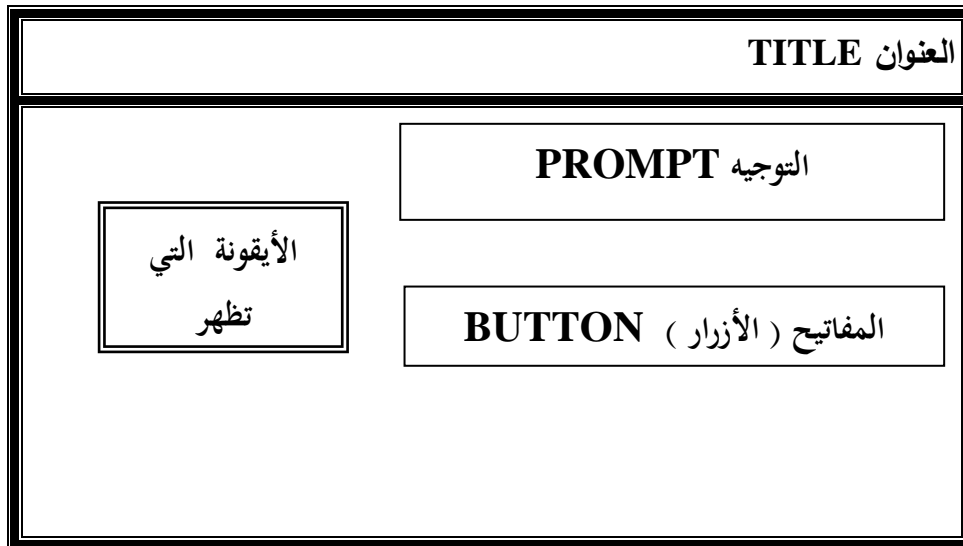 العنوان TITLE
التوجيه PROMPT
الأيقونة التي
تظهر
المفاتيح ( الأزرار ) BUTTON